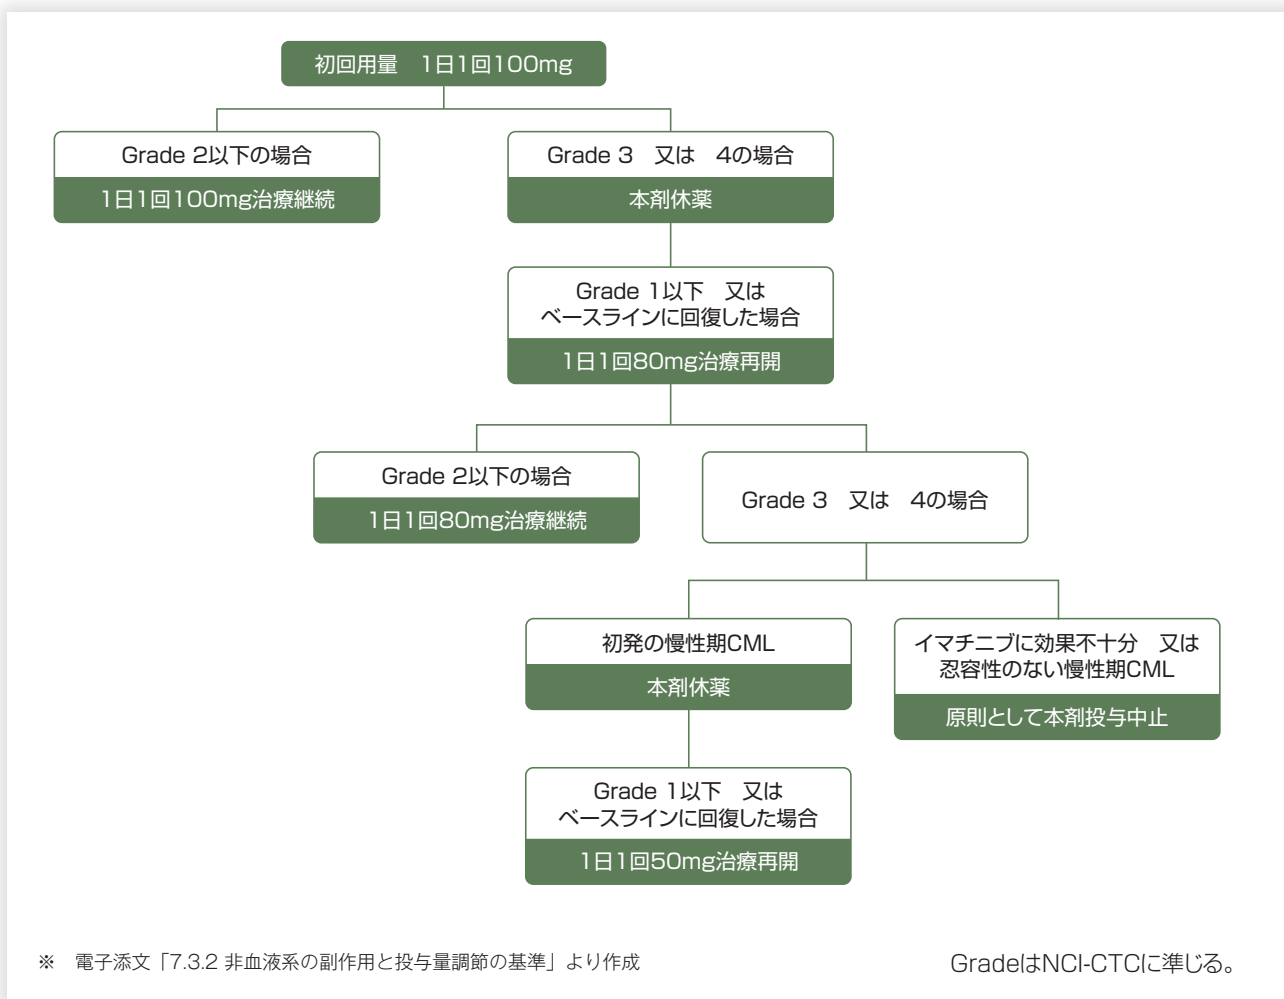 初回用量　1日1回100mg
Grade 2以下の場合
1日1回100mg治療継続
Grade 3　又は　4の場合
本剤休薬
Grade 1以下　又は
ベースラインに回復した場合
1日1回80mg治療再開
Grade 2以下の場合
1日1回80mg治療継続
Grade 3　又は　4の場合
初発の慢性期CML
本剤休薬
イマチニブに効果不十分　又は
忍容性のない慢性期CML
原則として本剤投与中止
Grade 1以下　又は
ベースラインに回復した場合
1日1回50mg治療再開
※　電子添文「7.3.2 非血液系の副作用と投与量調節の基準」より作成
GradeはNCI-CTCに準じる。